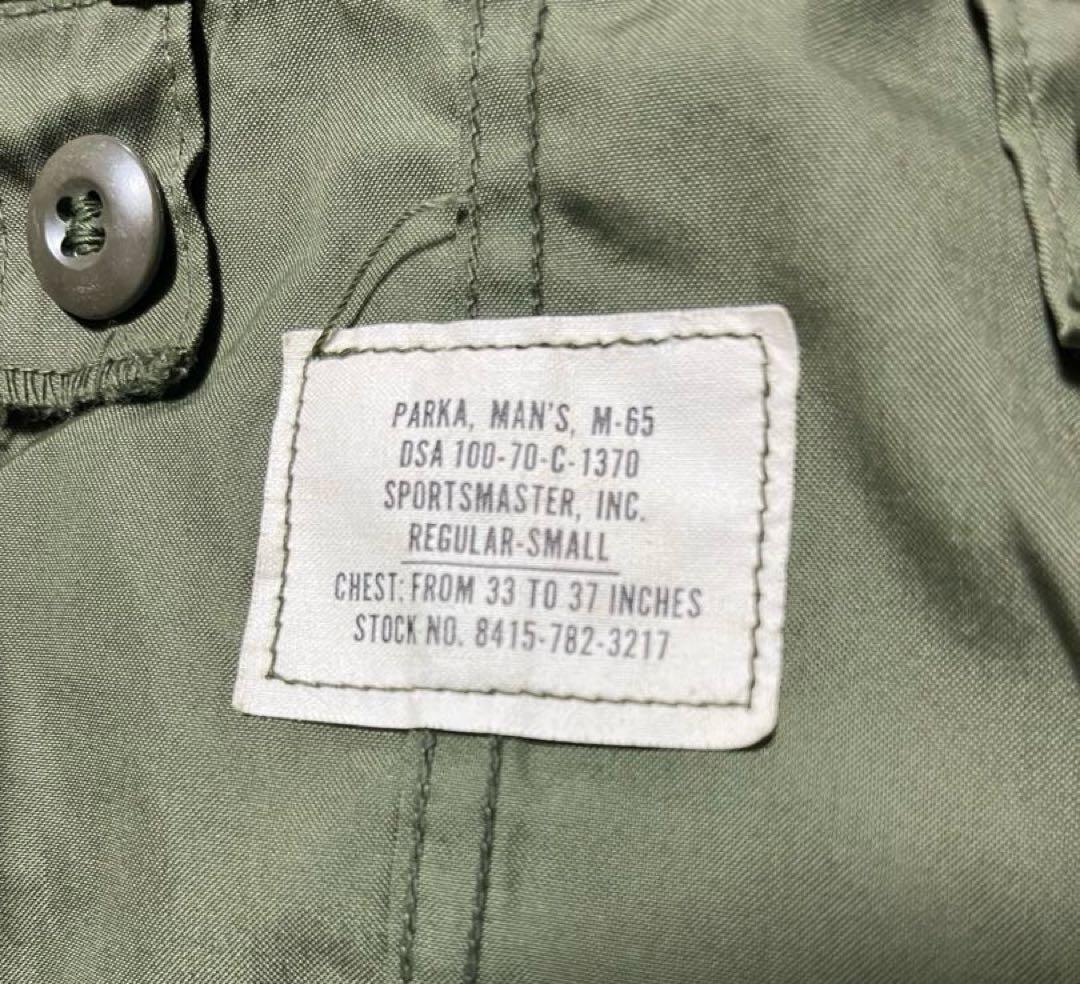 PARKA, MAN'S, M-65
DSA 100-70-C-1370
SPORTSMASTER, INC.
REGULAR-SMALL
CHEST: FROM 33 TO 37 INCHES
STOCK NO. 8415-782-3217